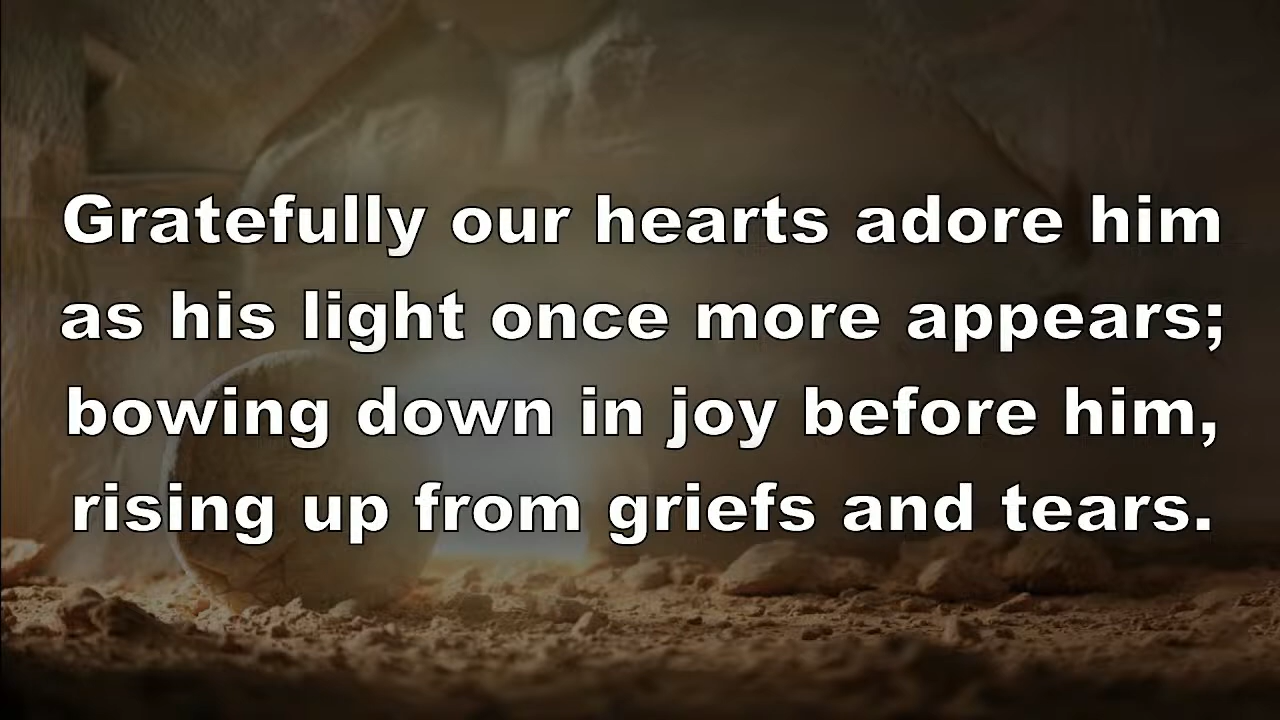 Gratefully our hearts adore him
as his light once more appears;
bowing down in joy before him,
rising up from griefs and tears.